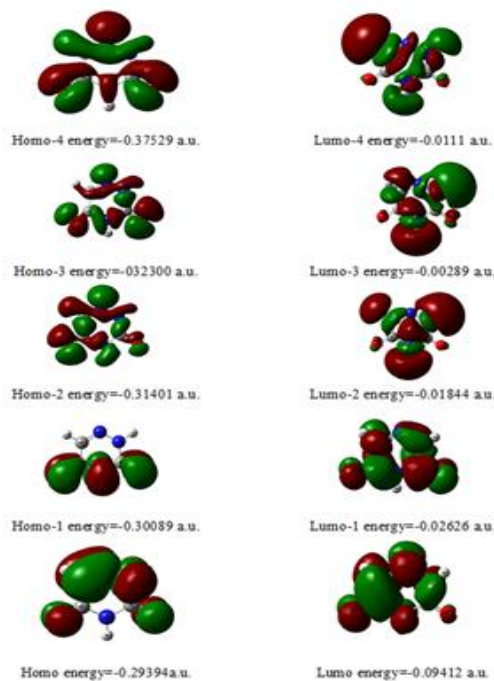 Homo-4 energy=-0.37529 a.u.
Lumo-4 energy=-0.0111 a.u.
Homo-3 energy=-032300 a.u.
Lumo-3 energy=-0.00289 a.u.
Homo-2 energy=-0.31401 a.u.
Lumo-2 energy=-0.01844 a.u.
Homo-1 energy=-0.30089 a.u.
Lumo-1 energy=-0.02626 a.u.
Homo energy=-0.29394a.u.
Lumo energy=-0.09412 a.u.